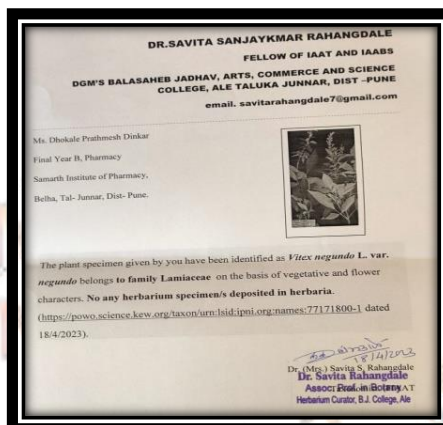 DR.SAVITA SANJAYKMAR RAHANGDALE
FELLOW OF IAAT AND IAABS
DGM'S BALASAHEB JADHAV, ARTS, COMMERCE AND SCIENCE
COLLEGE, ALE TALUKA JUNNAR, DIST –PUNE
email. savitarahangdale7@gmail.com
Ms. Dhokale Prathmesh Dinkar
Final Year B, Pharmacy
Samarth Institute of Pharmacy,
Belha, Tal- Junnar, Dist- Pune.
The plant specimen given by you have been identified as Vitex negundo L. var.
negundo belongs to family Lamiaceae on the basis of vegetative and flower
characters. No any herbarium specimen/s deposited in herbaria.
(https://powo.science.kew.org/taxon/urn:lsid:ipni.org:names:77171800-1 dated
18/4/2023).
18/4/2023
Dr. (Mrs.) Savita S. Rahangdale
Dr. Savita Rahangdale
Assoc. Prof. in Botany
Herbarium Curator, B.J. College, Ale